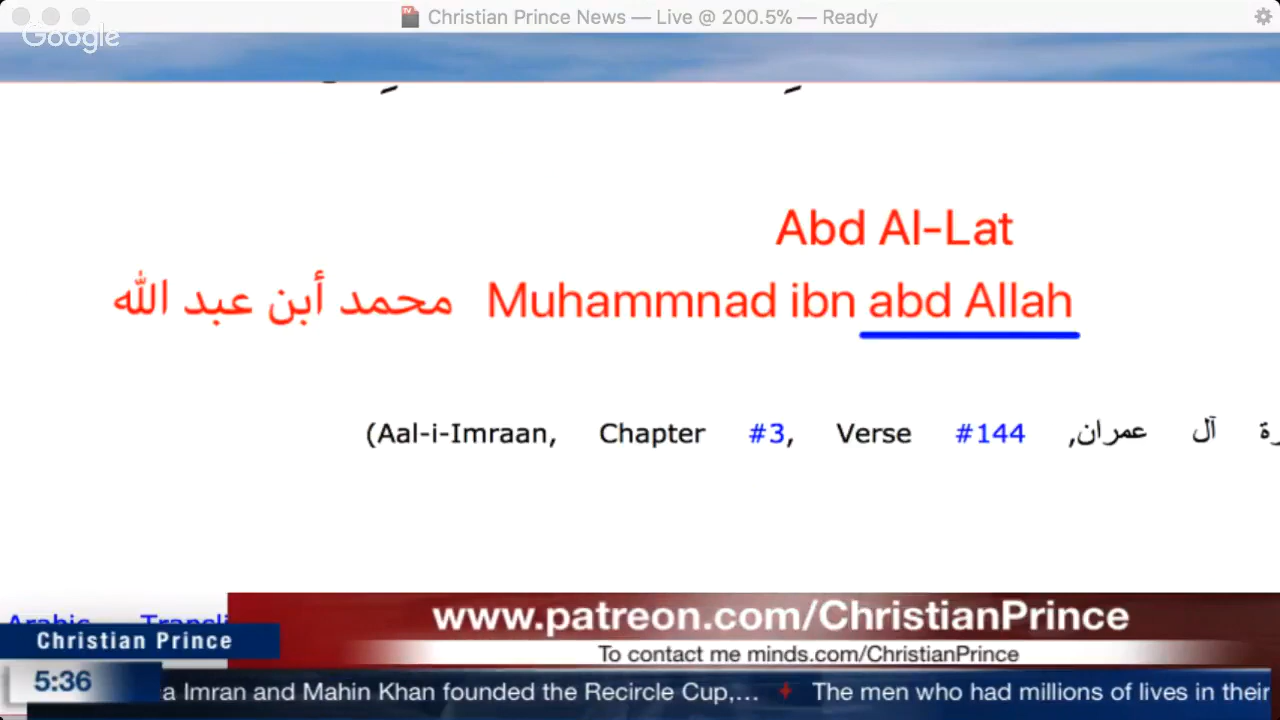 Christian Prince News — Live @ 200.5% — Ready
Google
Abd Al-Lat
محمد أبن عبد الله Muhammnad ibn abd Allah
(Aal-i-Imraan, Chapter #3, Verse #144 آل عمران,
Arabic
www.patreon.com/ChristianPrince
Christian Prince
To contact me minds.com/ChristianPrince
5:36
Imran and Mahin Khan founded the Recircle Cup,... The men who had millions of lives in their